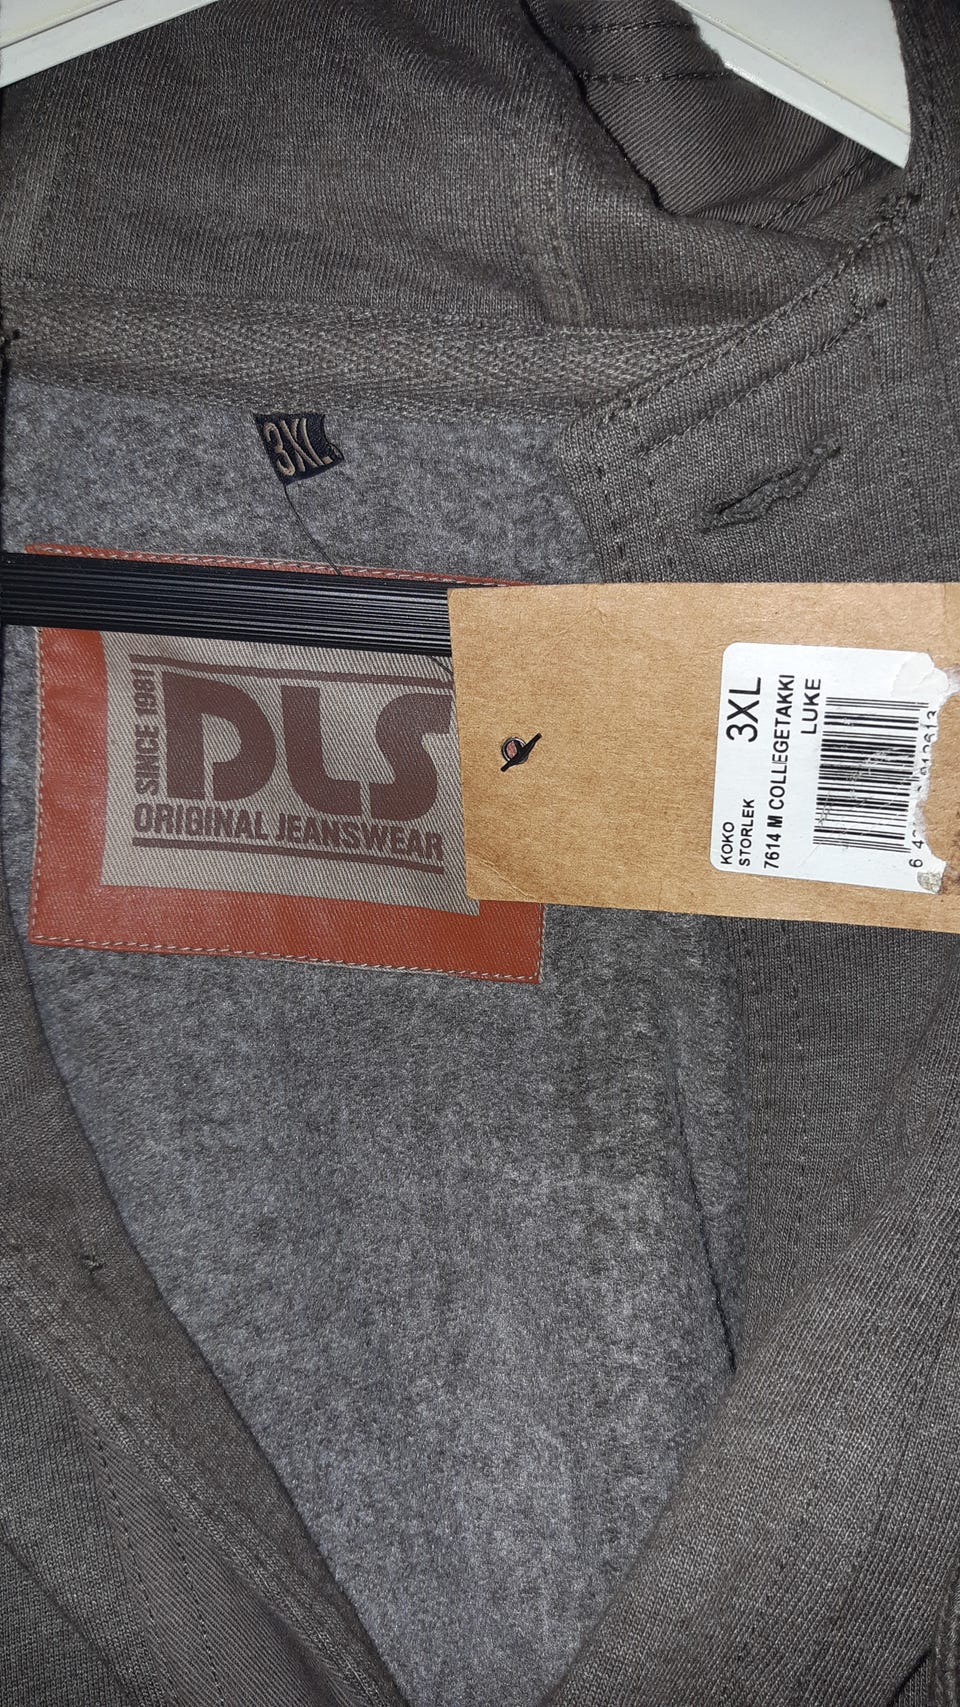 3XL
SINCE 1981
DLS
ORIGINAL JEANSWEAR
KOKO
STORLEK
3XL
7614 M COLLEGETAKKI
LUKE